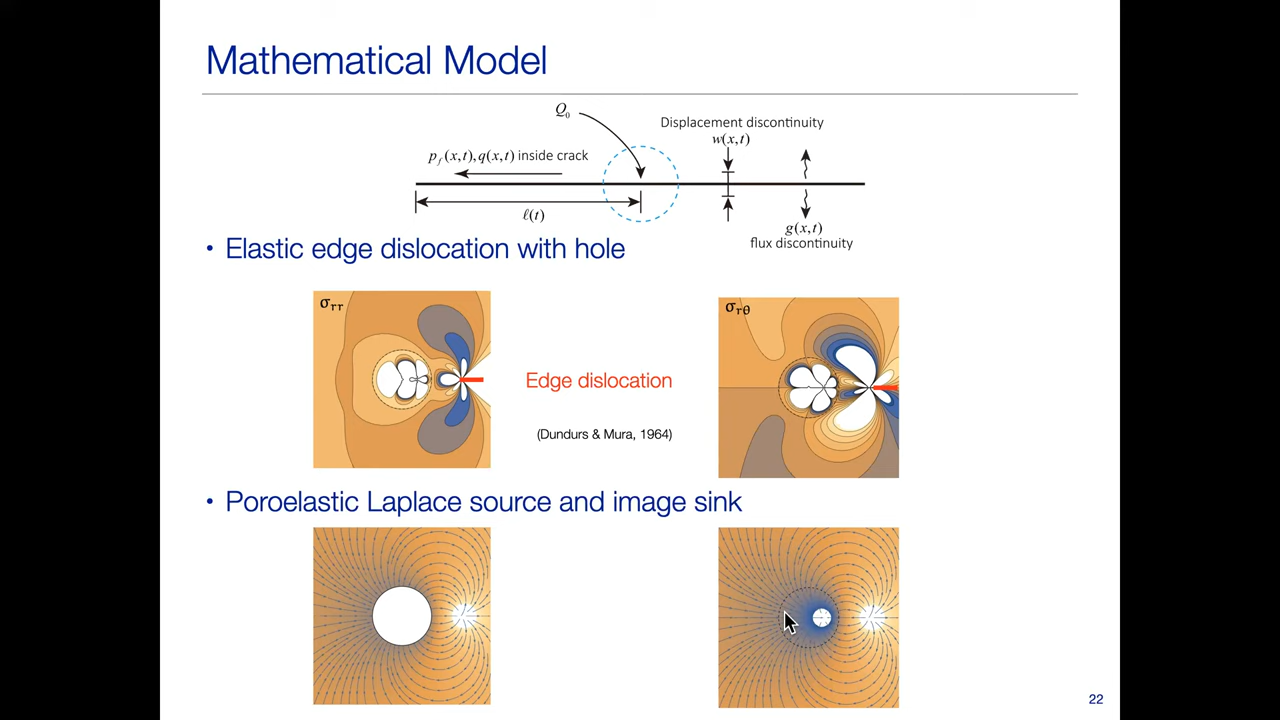 Mathematical Model
Q₀
Displacement discontinuity
w(x,t)
p_f(x,t), q(x,t) inside crack
ℓ(t)
g(x,t)
flux discontinuity
• Elastic edge dislocation with hole
σ_rr
σ_rθ
Edge dislocation
(Dundurs & Mura, 1964)
• Poroelastic Laplace source and image sink
22